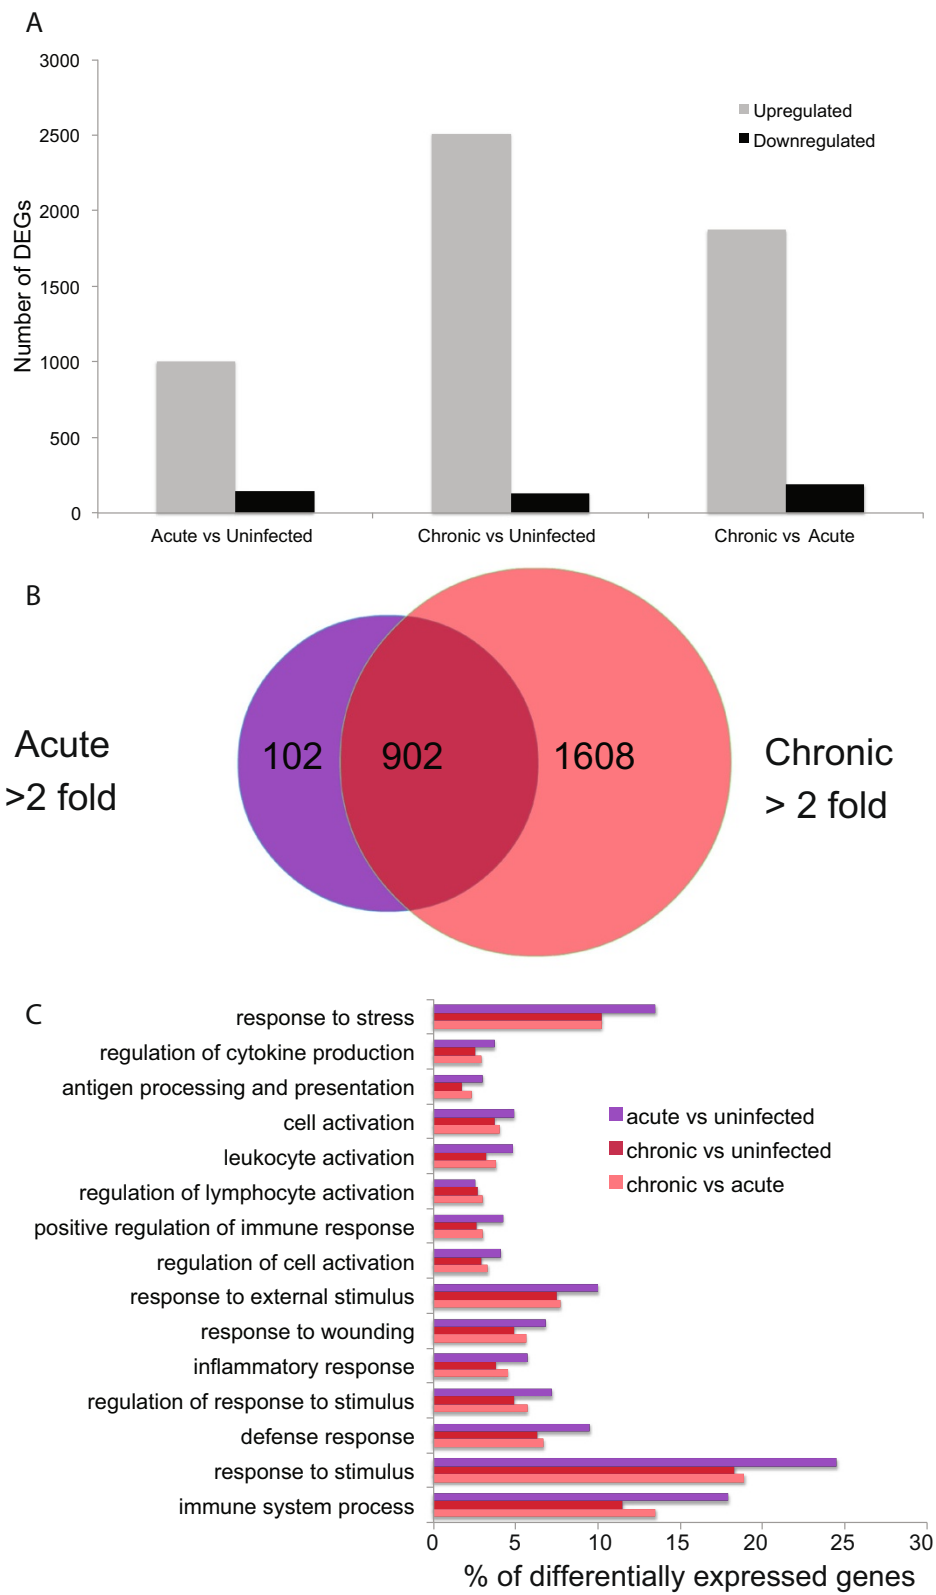 A
3000
2500
2000
1500
1000
500
0
Number of DEGs
Upregulated
Downregulated
Acute vs Uninfected
Chronic vs Uninfected
Chronic vs Acute
B
Acute
>2 fold
102
902
1608
Chronic
> 2 fold
C
response to stress
regulation of cytokine production
antigen processing and presentation
cell activation
leukocyte activation
regulation of lymphocyte activation
positive regulation of immune response
regulation of cell activation
response to external stimulus
response to wounding
inflammatory response
regulation of response to stimulus
defense response
response to stimulus
immune system process
acute vs uninfected
chronic vs uninfected
chronic vs acute
0 5 10 15 20 25 30
% of differentially expressed genes